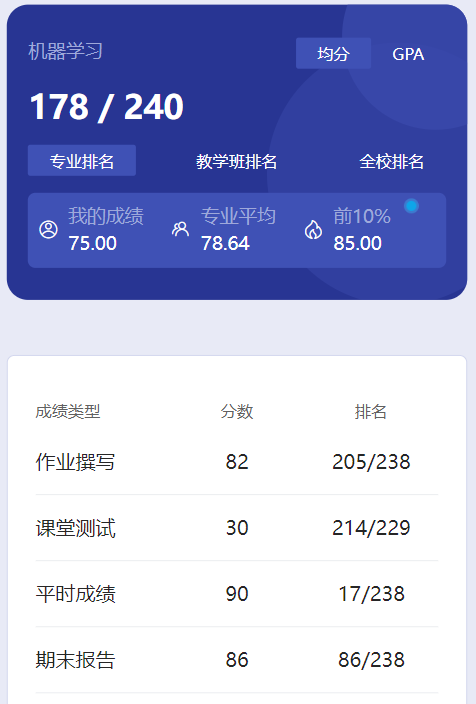 机器学习 均分 GPA
178 / 240
专业排名 教学班排名 全校排名
我的成绩 专业平均 前10%
75.00 78.64 85.00
成绩类型 分数 排名
作业撰写 82 205/238
课堂测试 30 214/229
平时成绩 90 17/238
期末报告 86 86/238